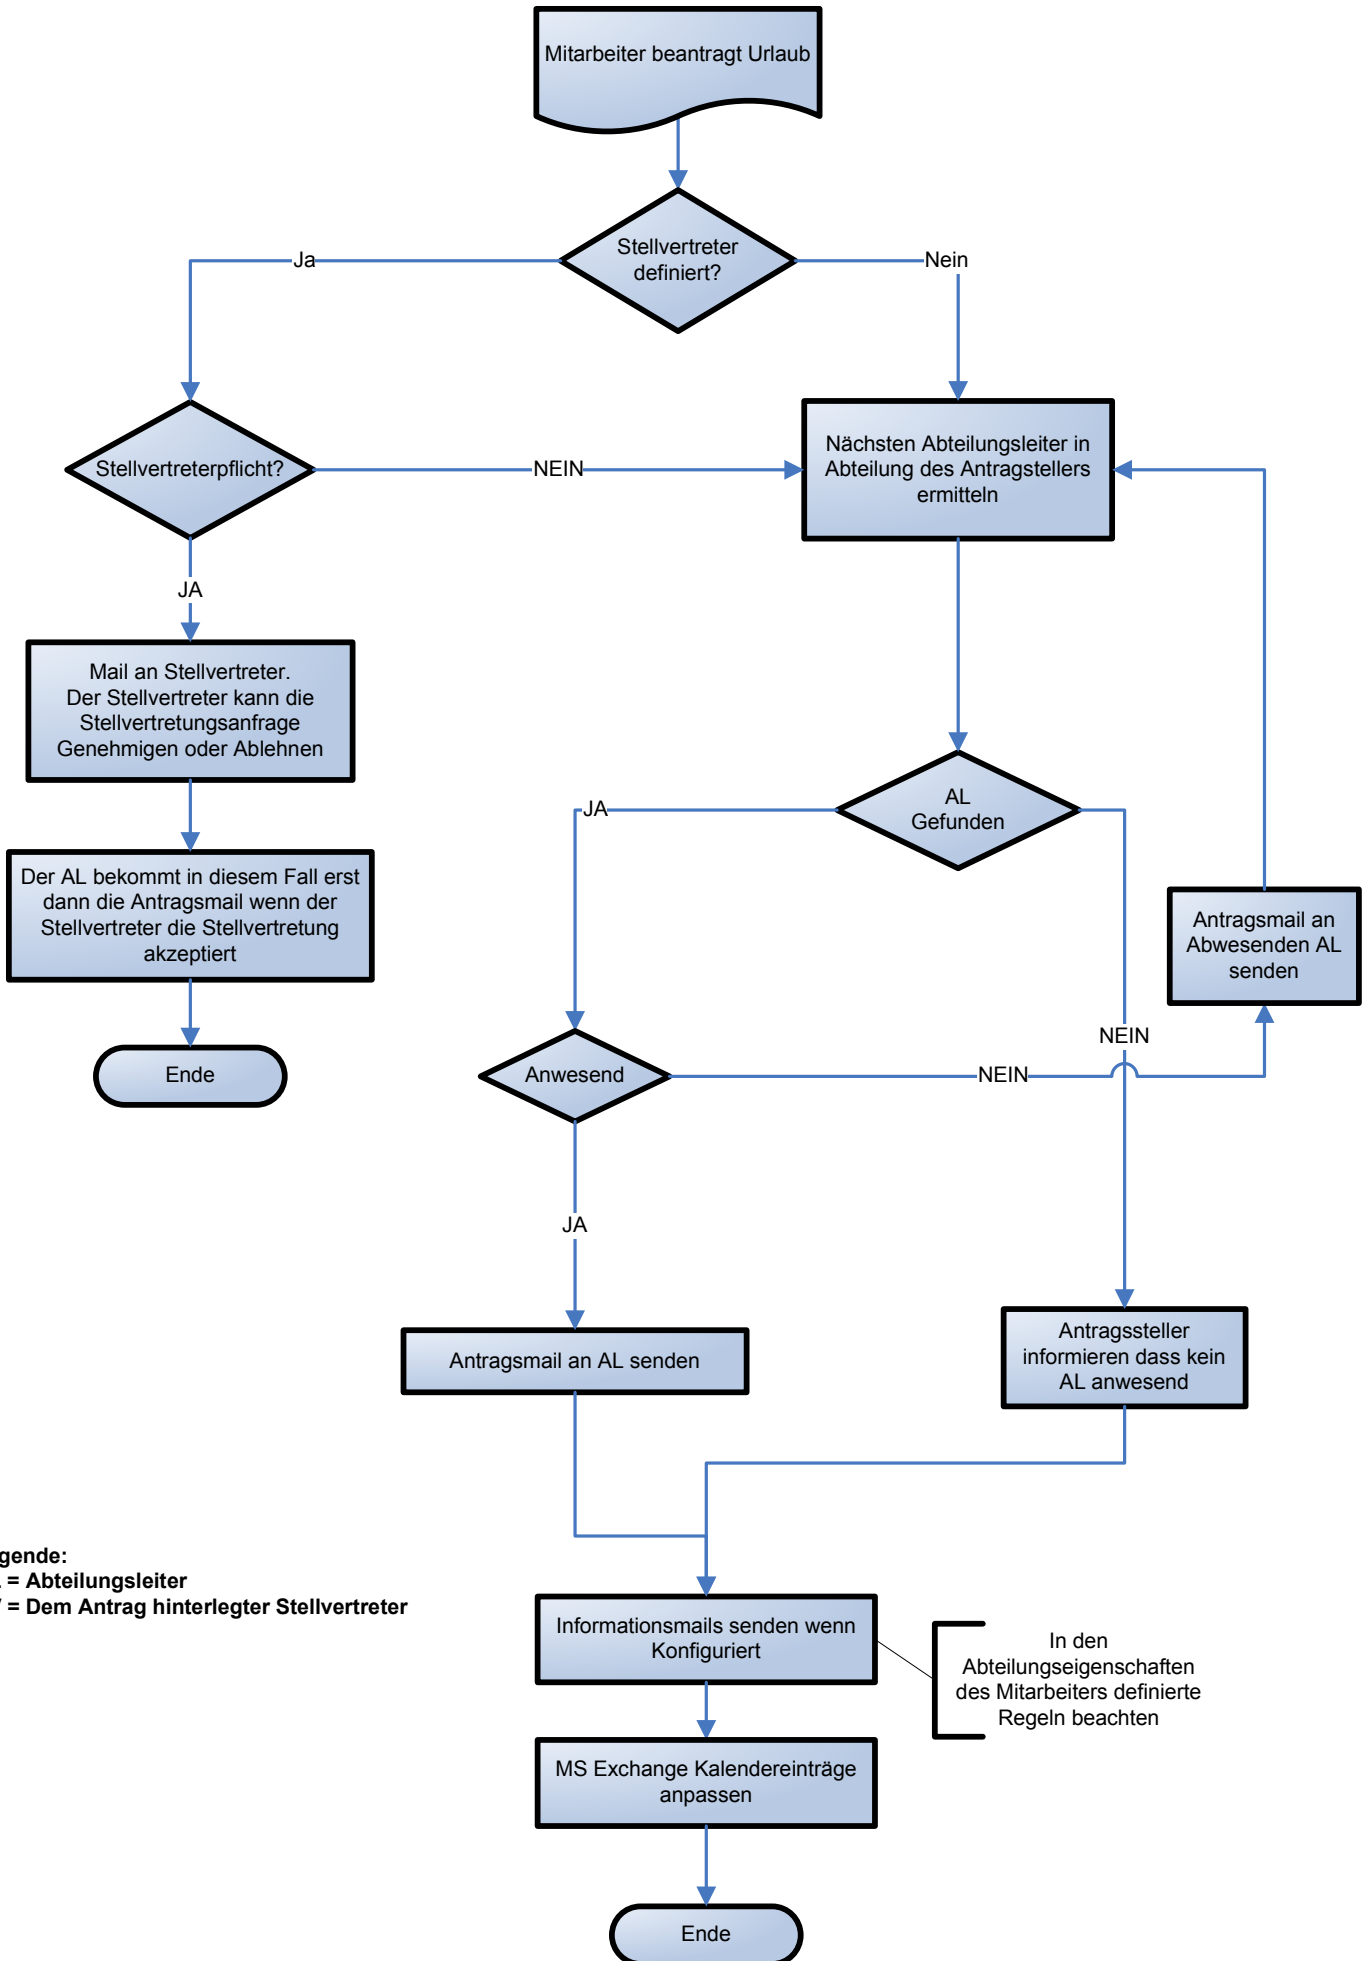 Mitarbeiter beantragt Urlaub
Stellvertreter
definiert?
Ja
Nein
Stellvertreterpflicht?
NEIN
Nächsten Abteilungsleiter in
Abteilung des Antragstellers
ermitteln
JA
Mail an Stellvertreter.
Der Stellvertreter kann die
Stellvertretungsanfrage
Genehmigen oder Ablehnen
AL
Gefunden
JA
Der AL bekommt in diesem Fall erst
dann die Antragsmail wenn der
Stellvertreter die Stellvertretung
akzeptiert
Antragsmail an
Abwesenden AL
senden
NEIN
Ende
Anwesend
NEIN
JA
Antragsmail an AL senden
Antragssteller
informieren dass kein
AL anwesend
gende:
= Abteilungsleiter
= Dem Antrag hinterlegter Stellvertreter
Informationsmails senden wenn
Konfiguriert
In den
Abteilungseigenschaften
des Mitarbeiters definierte
Regeln beachten
MS Exchange Kalendereinträge
anpassen
Ende